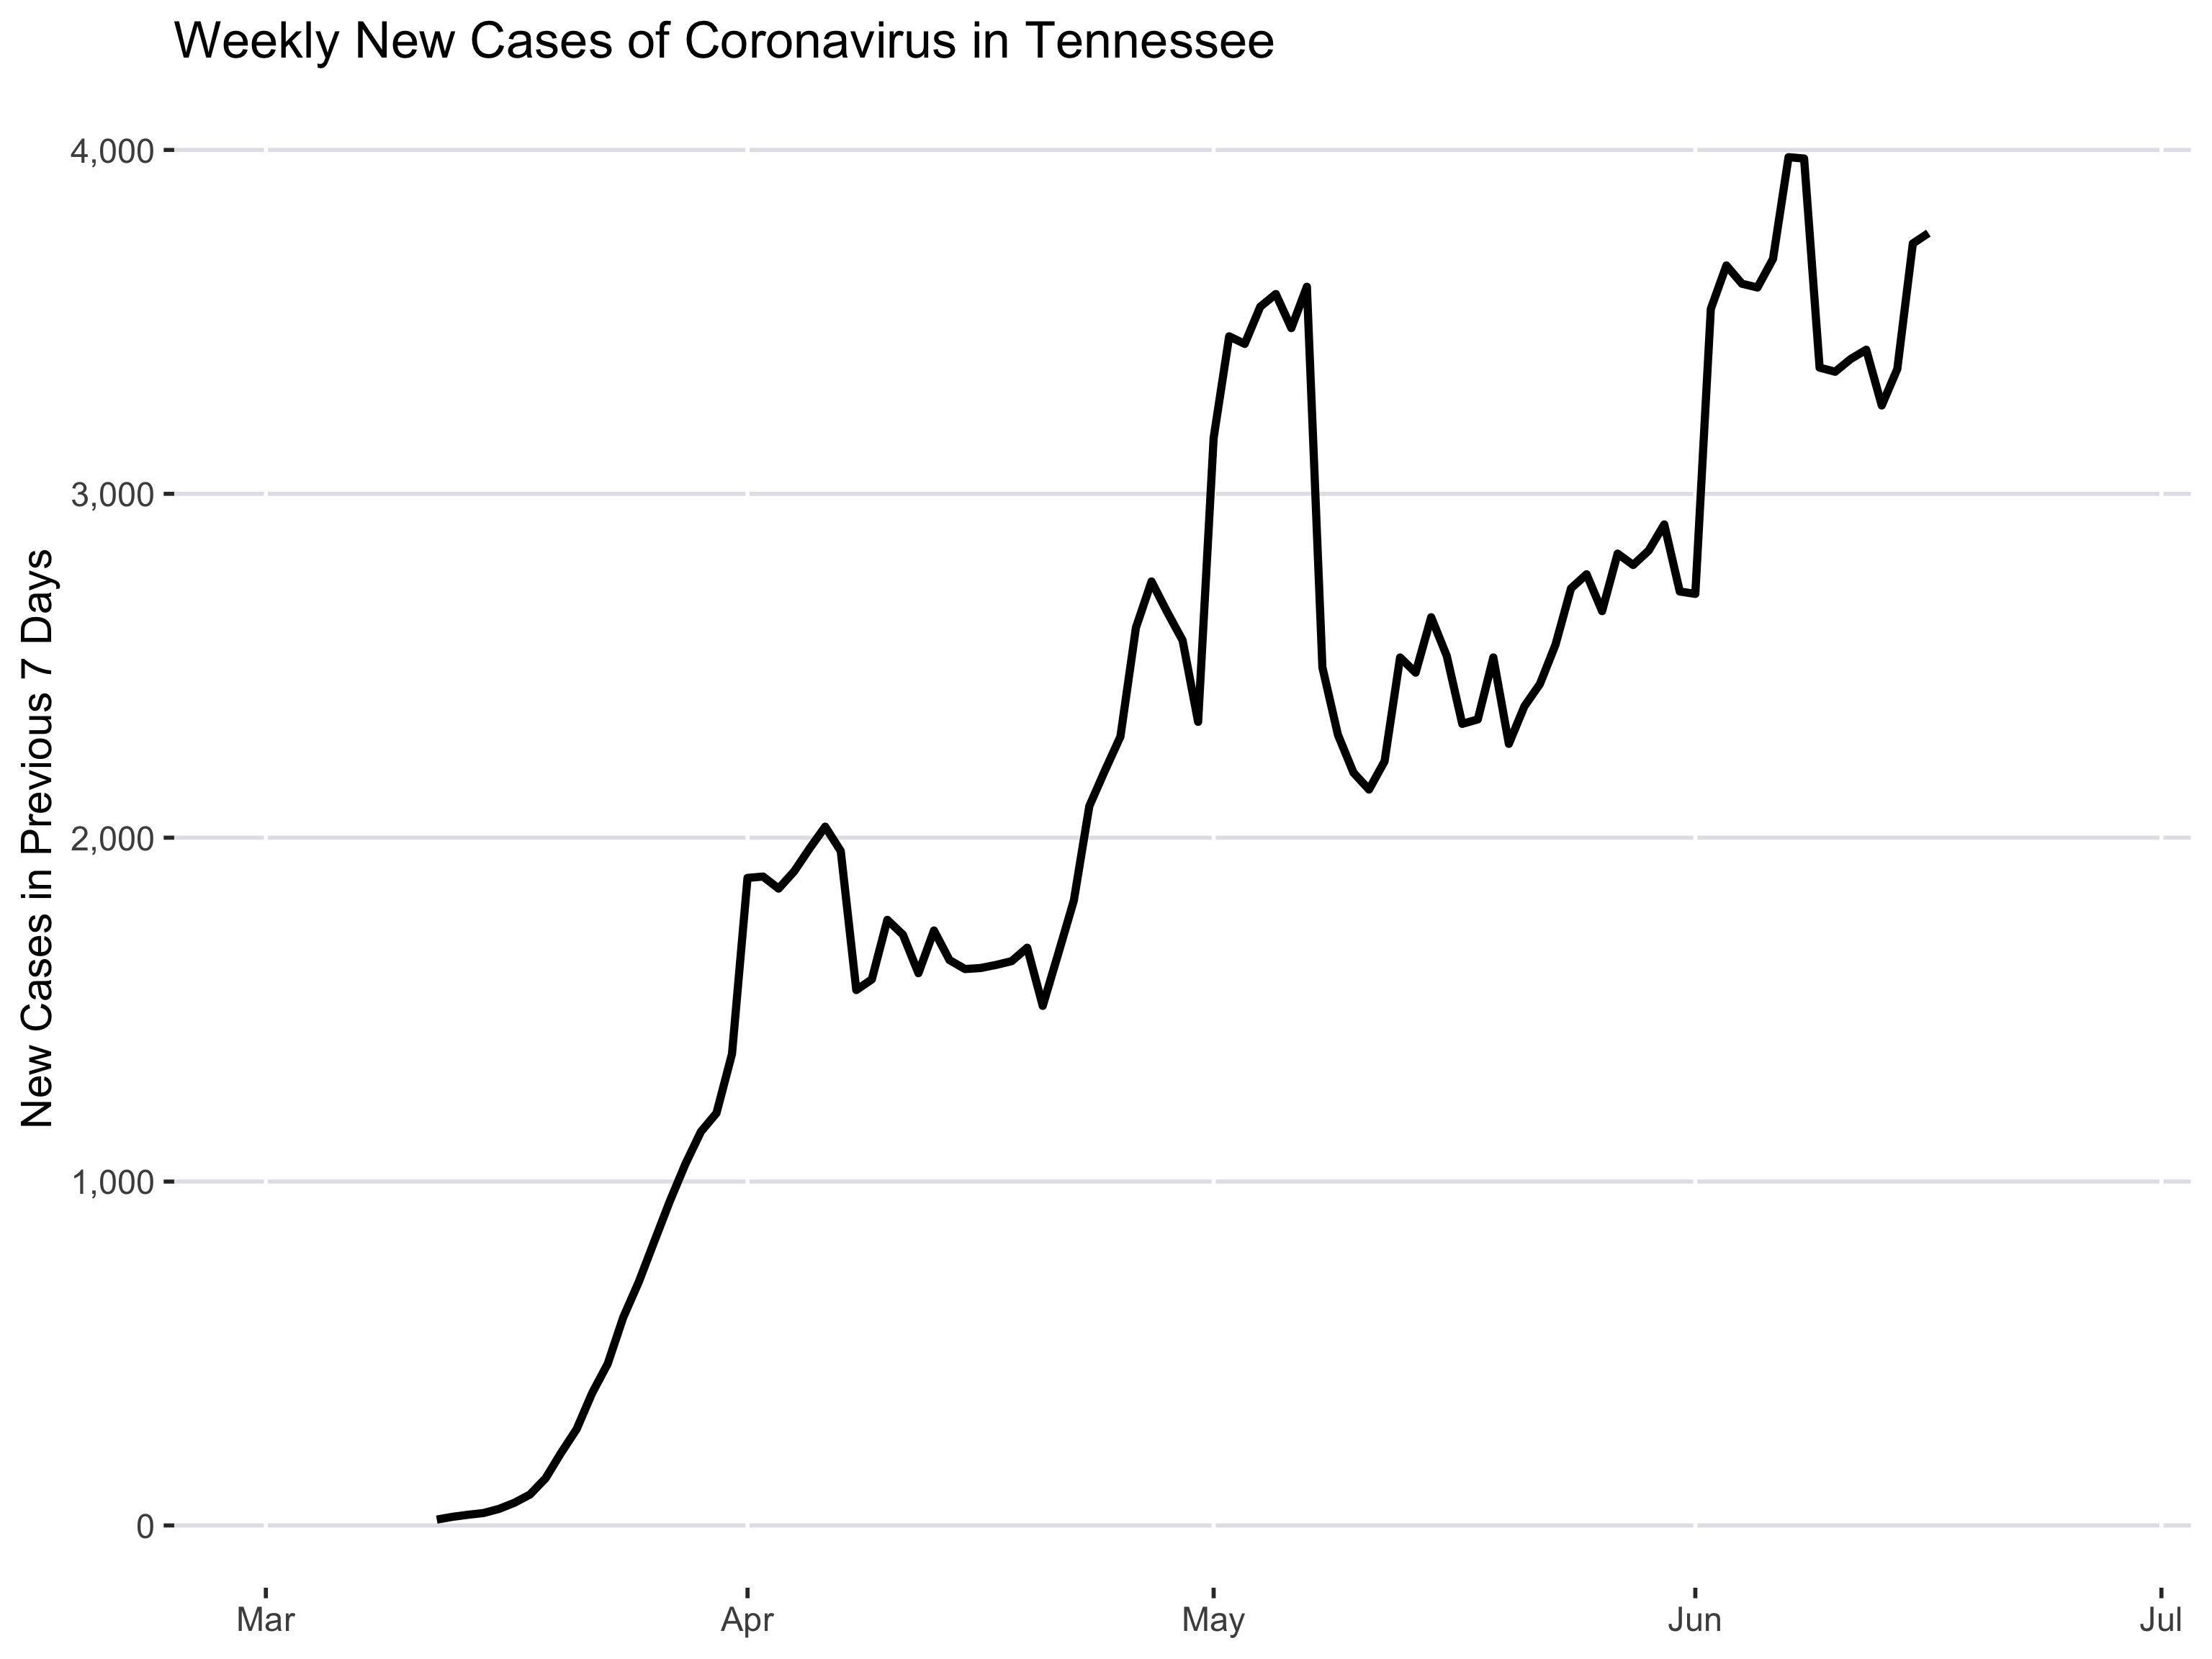 Weekly New Cases of Coronavirus in Tennessee
New Cases in Previous 7 Days
4,000
3,000
2,000
1,000
0
Mar
Apr
May
Jun
Jul